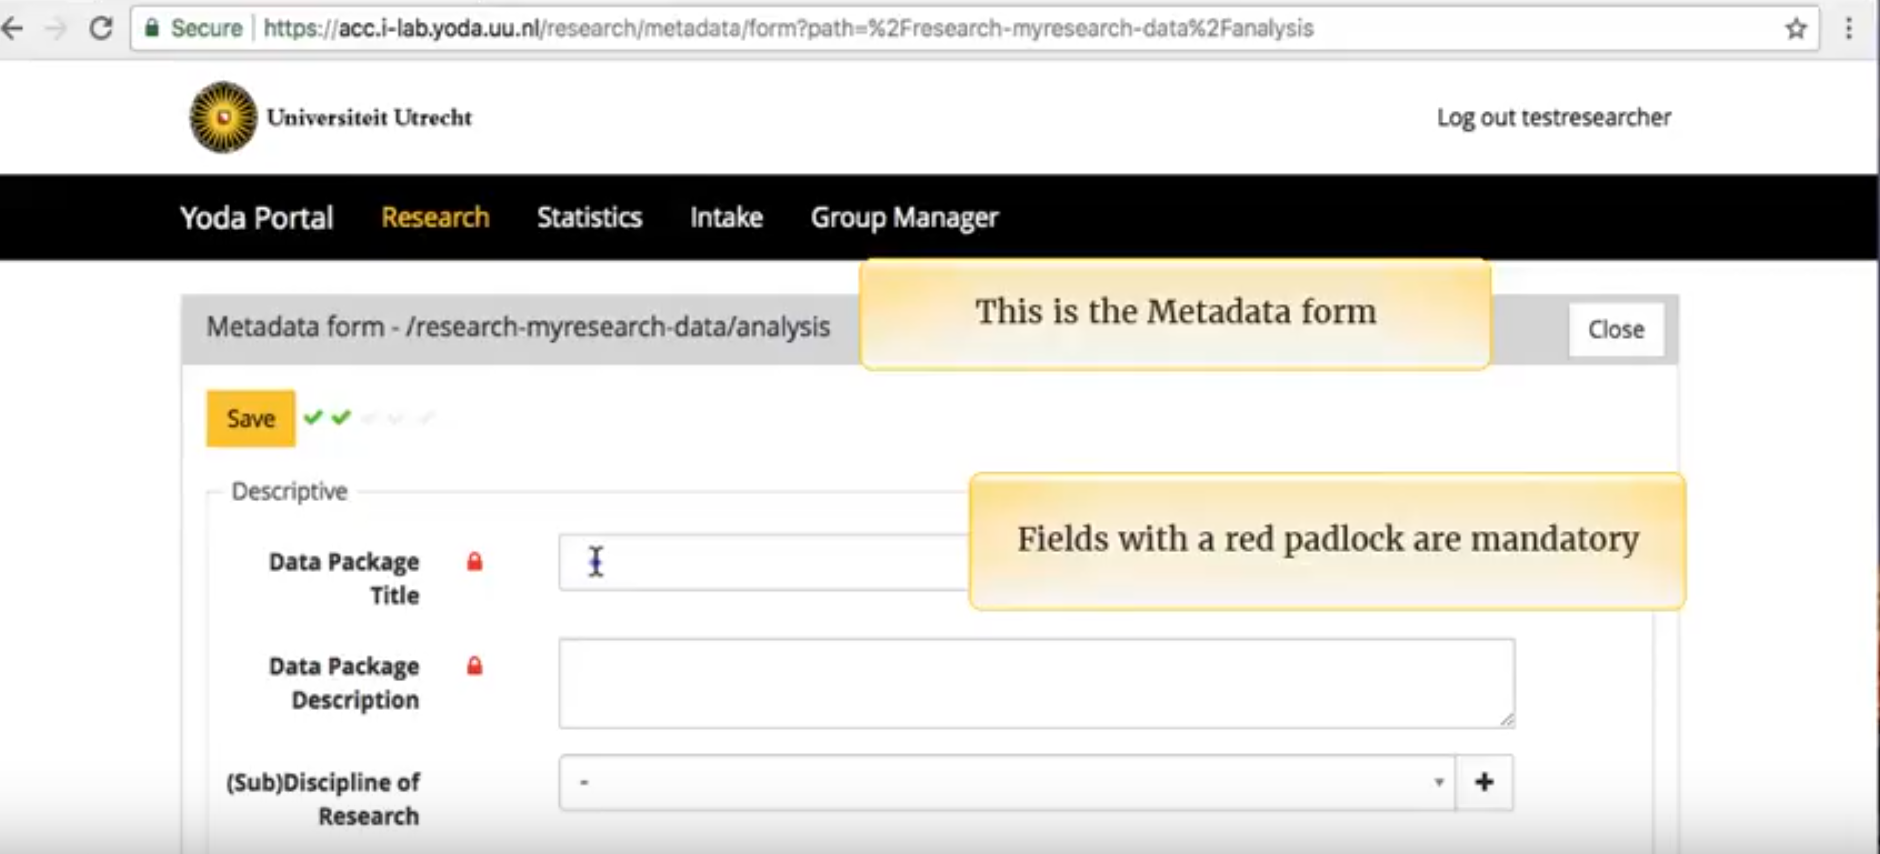 Secure https://acc.i-lab.yoda.uu.nl/research/metadata/form?path=%2Fresearch-myresearch-data%2Fanalysis
Universiteit Utrecht
Log out testresearcher
Yoda Portal Research Statistics Intake Group Manager
This is the Metadata form
Metadata form - /research-myresearch-data/analysis
Close
Save
Descriptive
Fields with a red padlock are mandatory
Data Package
Title
Data Package
Description
(Sub)Discipline of
Research
-
+